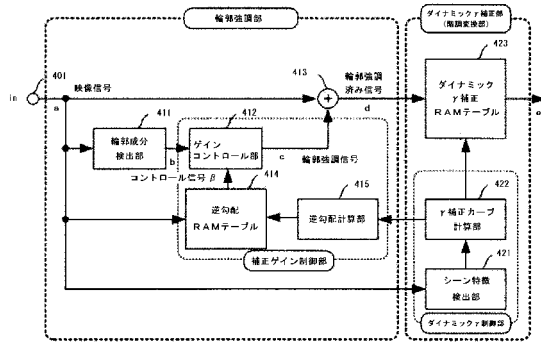 輪郭強調部
ダイナミックγ補正部
(階調変換部)
in
401
映像信号
a
413
輪郭強調
済み信号
d
423
ダイナミック
γ補正
RAMテーブル
e
411
輪郭成分
検出部
b
412
ゲイン
コントロール部
c
輪郭強調信号
コントロール信号β
414
逆勾配
RAMテーブル
415
逆勾配計算部
422
γ補正カーブ
計算部
補正ゲイン制御部
421
シーン特徴
検出部
ダイナミックγ制御部